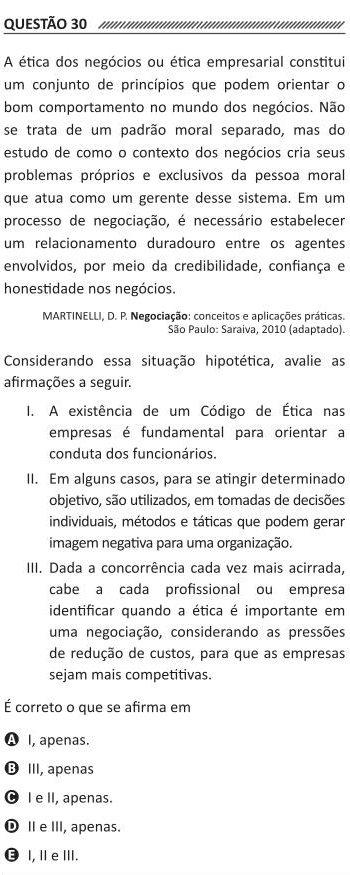 QUESTÃO 30
A ética dos negócios ou ética empresarial constitui
um conjunto de princípios que podem orientar o
bom comportamento no mundo dos negócios. Não
se trata de um padrão moral separado, mas do
estudo de como o contexto dos negócios cria seus
problemas próprios e exclusivos da pessoa moral
que atua como um gerente desse sistema. Em um
processo de negociação, é necessário estabelecer
um relacionamento duradouro entre os agentes
envolvidos, por meio da credibilidade, confiança e
honestidade nos negócios.
MARTINELLI, D. P. Negociação: conceitos e aplicações práticas.
São Paulo: Saraiva, 2010 (adaptado).
Considerando essa situação hipotética, avalie as
afirmações a seguir.
I. A existência de um Código de Ética nas
empresas é fundamental para orientar a
conduta dos funcionários.
II. Em alguns casos, para se atingir determinado
objetivo, são utilizados, em tomadas de decisões
individuais, métodos e táticas que podem gerar
imagem negativa para uma organização.
III. Dada a concorrência cada vez mais acirrada,
cabe a cada profissional ou empresa
identificar quando a ética é importante em
uma negociação, considerando as pressões
de redução de custos, para que as empresas
sejam mais competitivas.
É correto o que se afirma em
A I, apenas.
B III, apenas
C I e II, apenas.
D II e III, apenas.
E I, II e III.